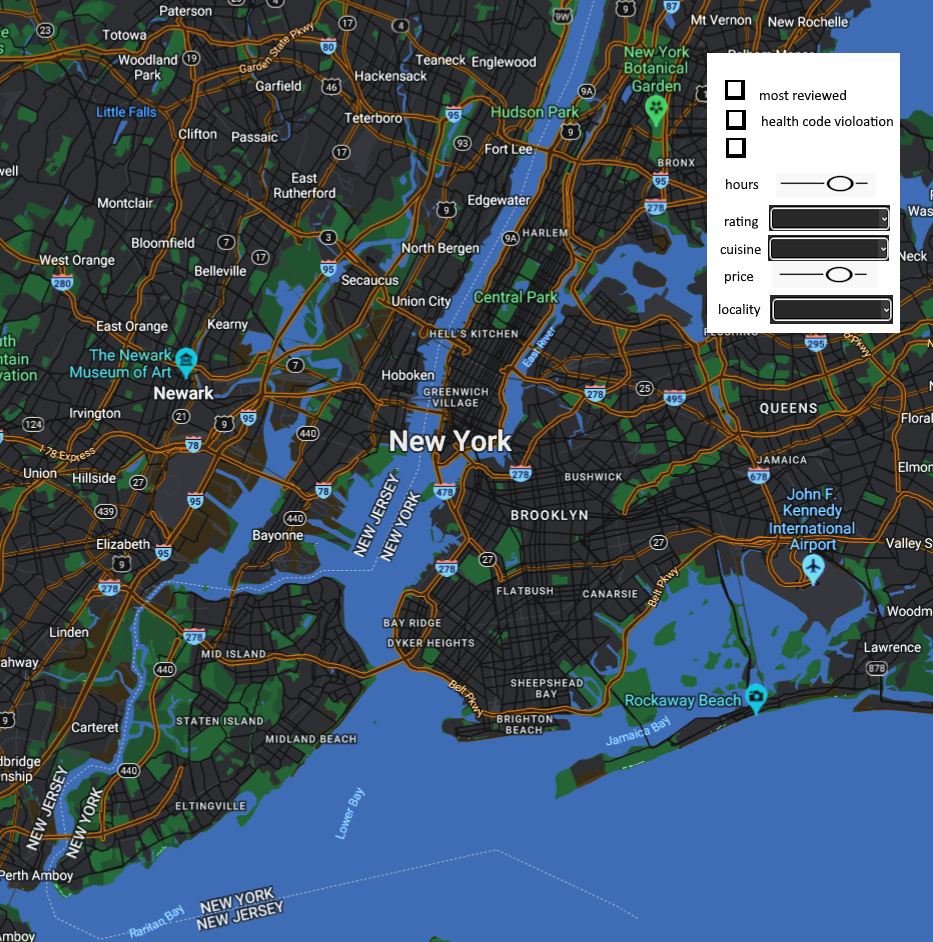 Paterson
Totowa
Woodland
Park
Garden State Pkwy
Garfield
Hackensack
Teaneck
Englewood
Mt Vernon
New Rochelle
New York
Botanical
Garden
Little Falls
Clifton
Passaic
Teterboro
Hudson Park
Fort Lee
BRONX
most reviewed
health code violoation
hours
rating
cuisine
price
locality
East
Rutherford
Montclair
Edgewater
Bloomfield
HARLEM
North Bergen
West Orange
Belleville
Secaucus
Union City
Central Park
Neck
East Orange
Kearny
HELL'S KITCHEN
East River
The Newark
Museum of Art
Newark
Hoboken
GREENWICH
VILLAGE
Irvington
QUEENS
New York
I-78 Express
Union
Hillside
JAMAICA
BUSHWICK
NEW JERSEY
NEW YORK
BROOKLYN
John F.
Kennedy
International
Airport
Bayonne
Elizabeth
Valley S
FLATBUSH
CANARSIE
Belt Pkwy
Linden
BAY RIDGE
DYKER HEIGHTS
Woodm
Lawrence
MID ISLAND
SHEEPSHEAD
BAY
Belt Pkwy
Rockaway Beach
BRIGHTON
BEACH
Jamaica Bay
Carteret
STATEN ISLAND
MIDLAND BEACH
NEW JERSEY
NEW YORK
ELTINGVILLE
Lower Bay
Perth Amboy
NEW YORK
NEW JERSEY
Raritan Bay